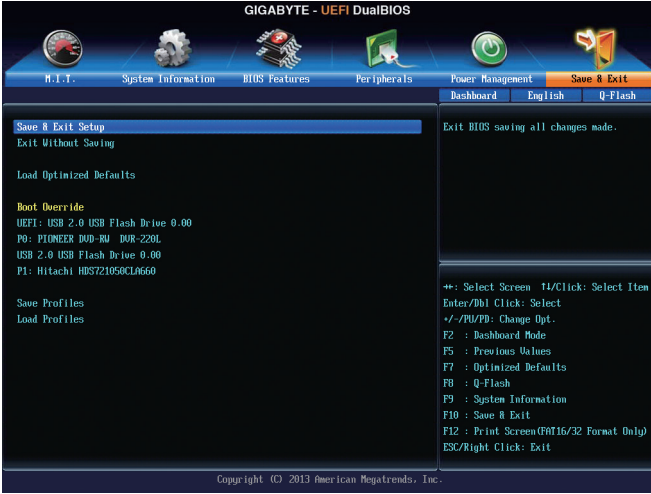 GIGABYTE - UEFI DualBIOS
M.I.T. System Information BIOS Features Peripherals Power Management Save & Exit
Dashboard English Q-Flash
Save & Exit Setup
Exit Without Saving
Load Optimized Defaults
Boot Override
UEFI: USB 2.0 USB Flash Drive 0.00
P0: PIONEER DVD-RW DVR-220L
USB 2.0 USB Flash Drive 0.00
P1: Hitachi HDS721050CLA660
Save Profiles
Load Profiles
Exit BIOS saving all changes made.
→←: Select Screen ↑↓/Click: Select Item
Enter/Dbl Click: Select
+/-/PU/PD: Change Opt.
F2 : Dashboard Mode
F5 : Previous Values
F7 : Optimized Defaults
F8 : Q-Flash
F9 : System Information
F10 : Save & Exit
F12 : Print Screen(FAT16/32 Format Only)
ESC/Right Click: Exit
Copyright (C) 2013 American Megatrends, Inc.